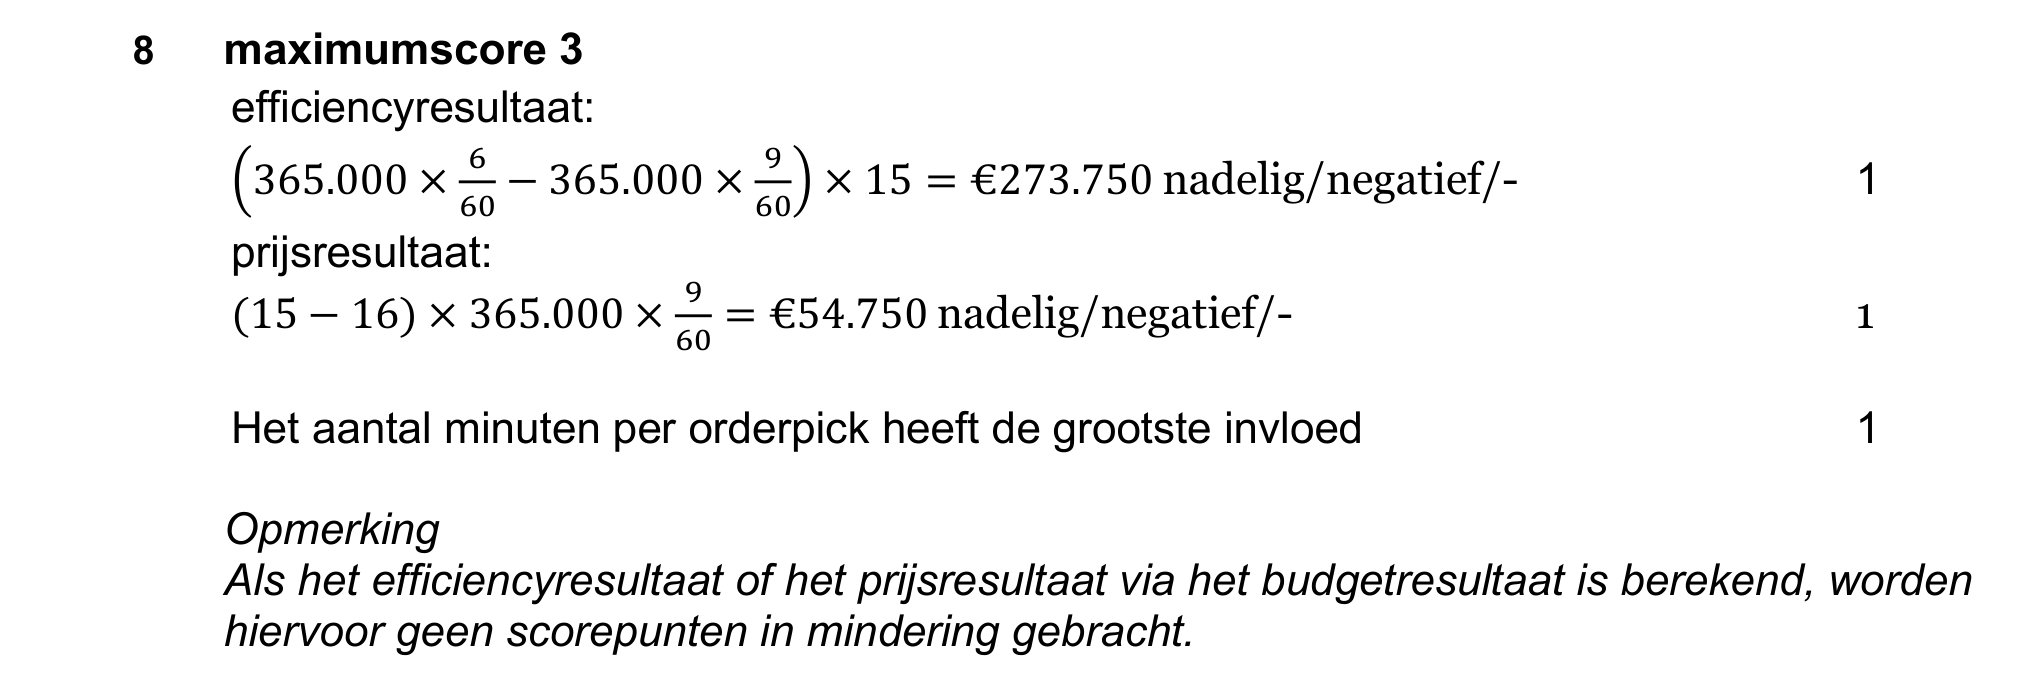 8 maximumscore 3
efficiencyresultaat:
(365.000 × 6/60 − 365.000 × 9/60) × 15 = €273.750 nadelig/negatief/- 1
prijsresultaat:
(15 − 16) × 365.000 × 9/60 = €54.750 nadelig/negatief/- 1
Het aantal minuten per orderpick heeft de grootste invloed 1
Opmerking
Als het efficiencyresultaat of het prijsresultaat via het budgetresultaat is berekend, worden
hiervoor geen scorepunten in mindering gebracht.